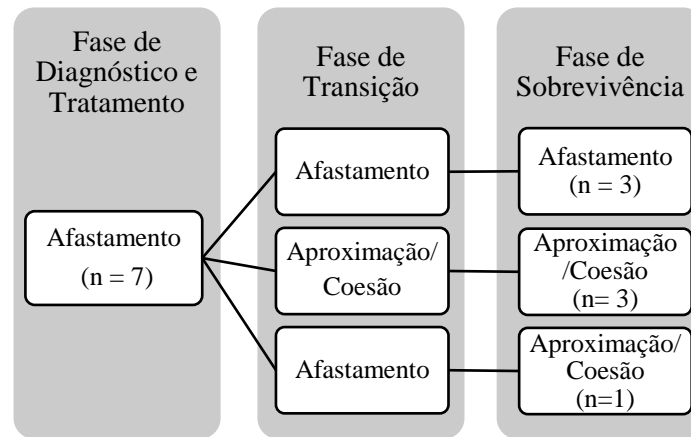 Fase de
Diagnóstico e
Tratamento
Afastamento
(n = 7)
Fase de
Transição
Afastamento
Aproximação/
Coesão
Afastamento
Fase de
Sobrevivência
Afastamento
(n = 3)
Aproximação
/Coesão
(n= 3)
Aproximação/
Coesão
(n=1)